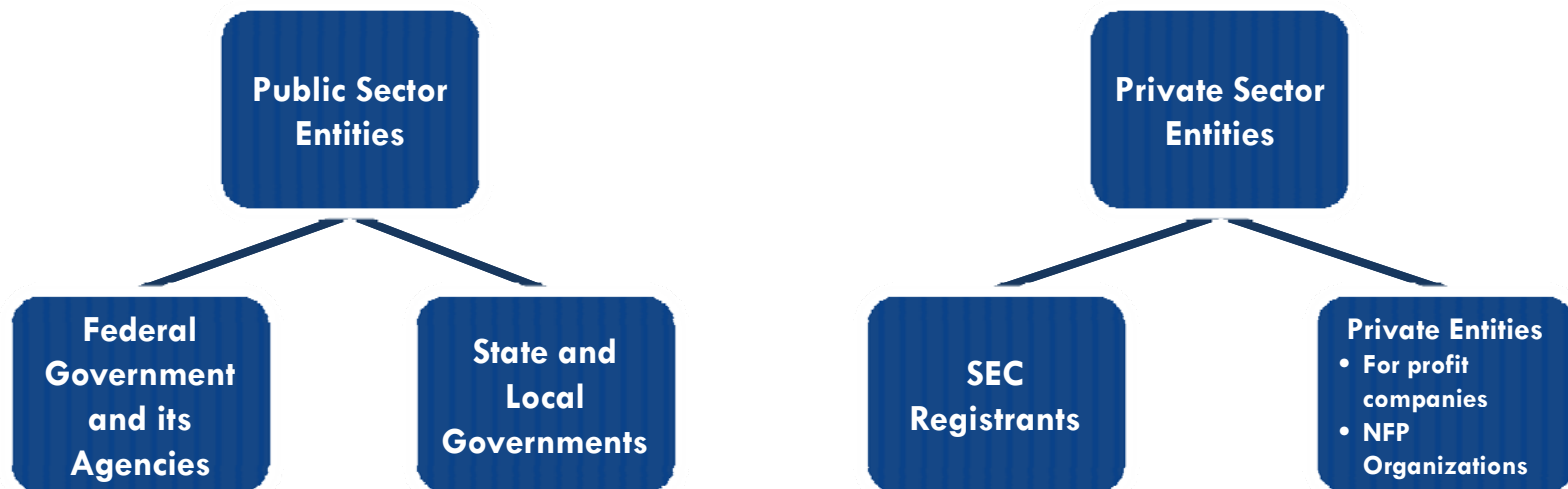 Public Sector
Entities
Private Sector
Entities
Federal
Government
and its
Agencies
State and
Local
Governments
SEC
Registrants
Private Entities
• For profit
companies
• NFP
Organizations